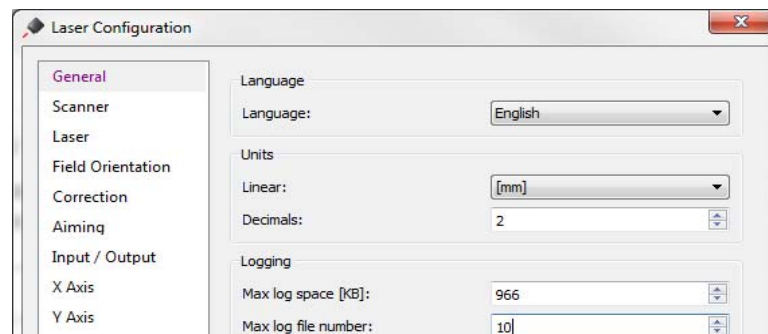 Laser Configuration
General
Scanner
Laser
Field Orientation
Correction
Aiming
Input / Output
X Axis
Y Axis
Language
Language: English
Units
Linear: [mm]
Decimals: 2
Logging
Max log space [KB]: 966
Max log file number: 10